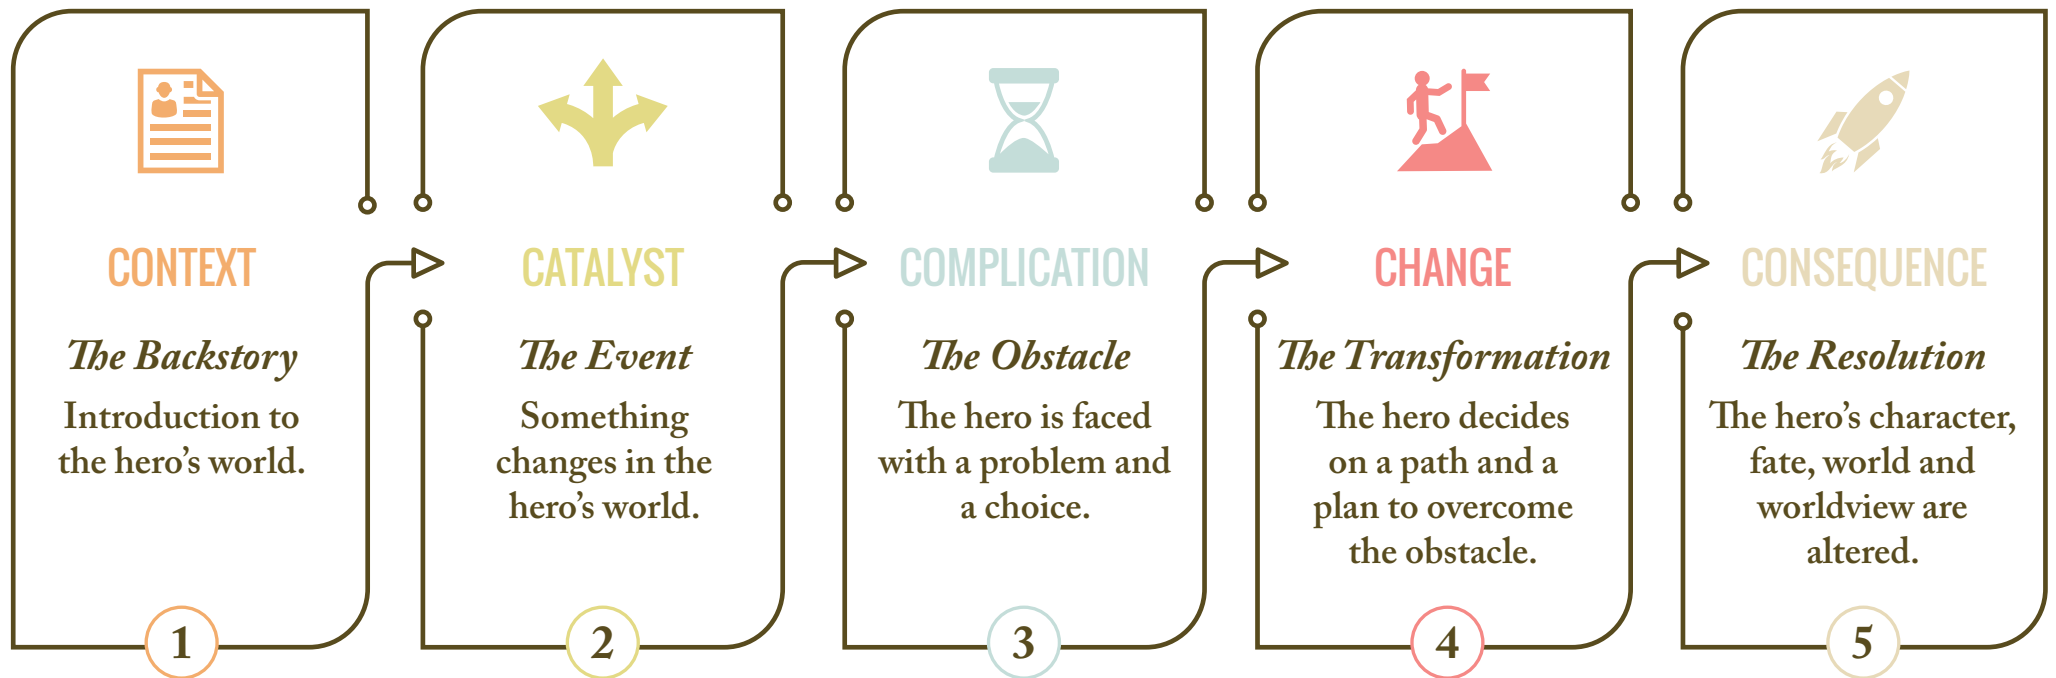 CONTEXT
The Backstory
Introduction to
the hero’s world.
1
CATALYST
The Event
Something
changes in the
hero’s world.
2
COMPLICATION
The Obstacle
The hero is faced
with a problem and
a choice.
3
CHANGE
The Transformation
The hero decides
on a path and a
plan to overcome
the obstacle.
4
CONSEQUENCE
The Resolution
The hero’s character,
fate, world and
worldview are
altered.
5